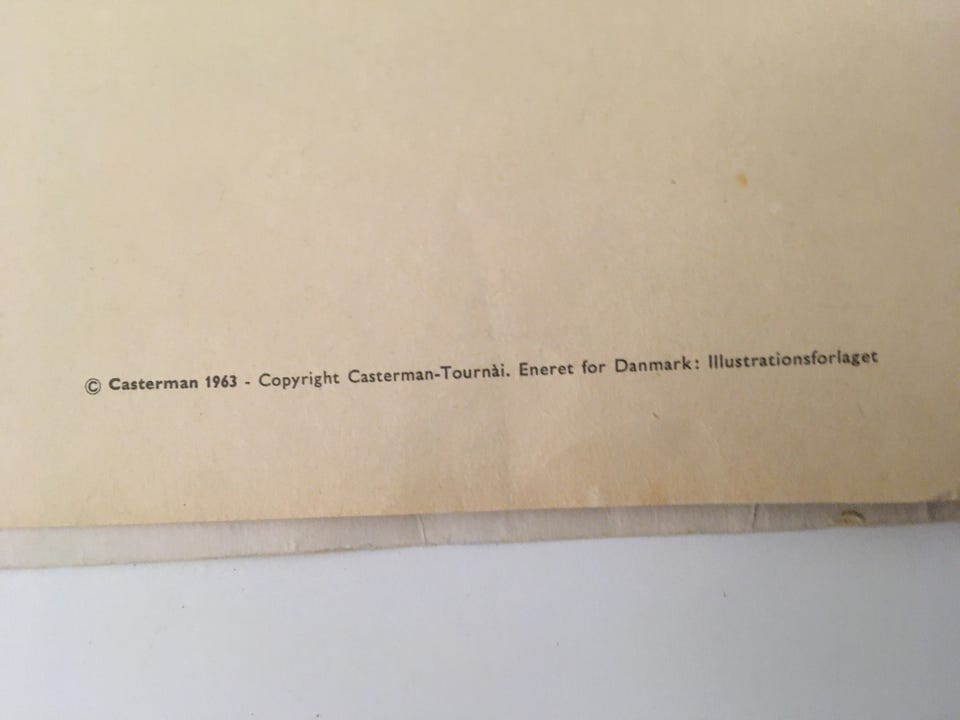 © Casterman 1963 - Copyright Casterman-Tournài. Eneret for Danmark: Illustrationsforlaget